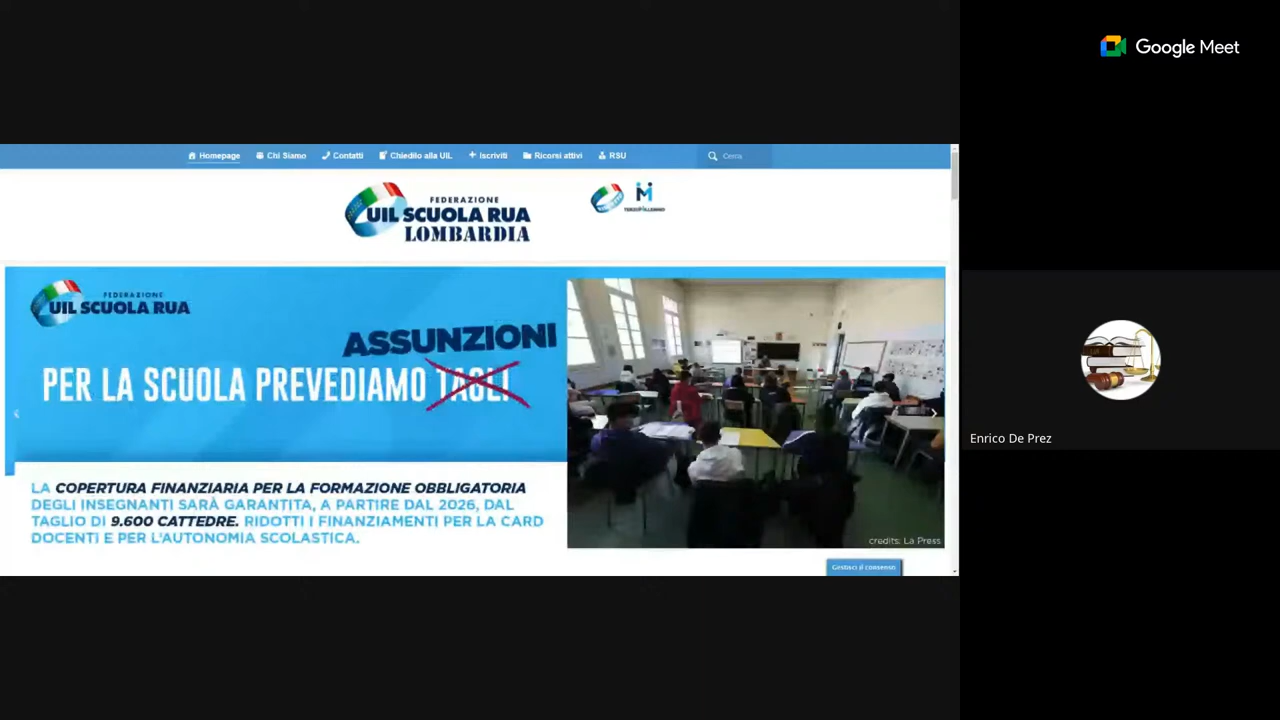 Google Meet
Homepage Chi Siamo Contatti Chiedilo alla UIL Iscriviti Ricorsi attivi RSU Cerca
FEDERAZIONE
UIL SCUOLA RUA
LOMBARDIA
TERZO MILLENNIO
FEDERAZIONE
UIL SCUOLA RUA
ASSUNZIONI
PER LA SCUOLA PREVEDIAMO TAGLI
LA COPERTURA FINANZIARIA PER LA FORMAZIONE OBBLIGATORIA
DEGLI INSEGNANTI SARÀ GARANTITA, A PARTIRE DAL 2026, DAL
TAGLIO DI 9.600 CATTEDRE. RIDOTTI I FINANZIAMENTI PER LA CARD
DOCENTI E PER L'AUTONOMIA SCOLASTICA.
credits: La Press
Gestisci il consenso
Enrico De Prez